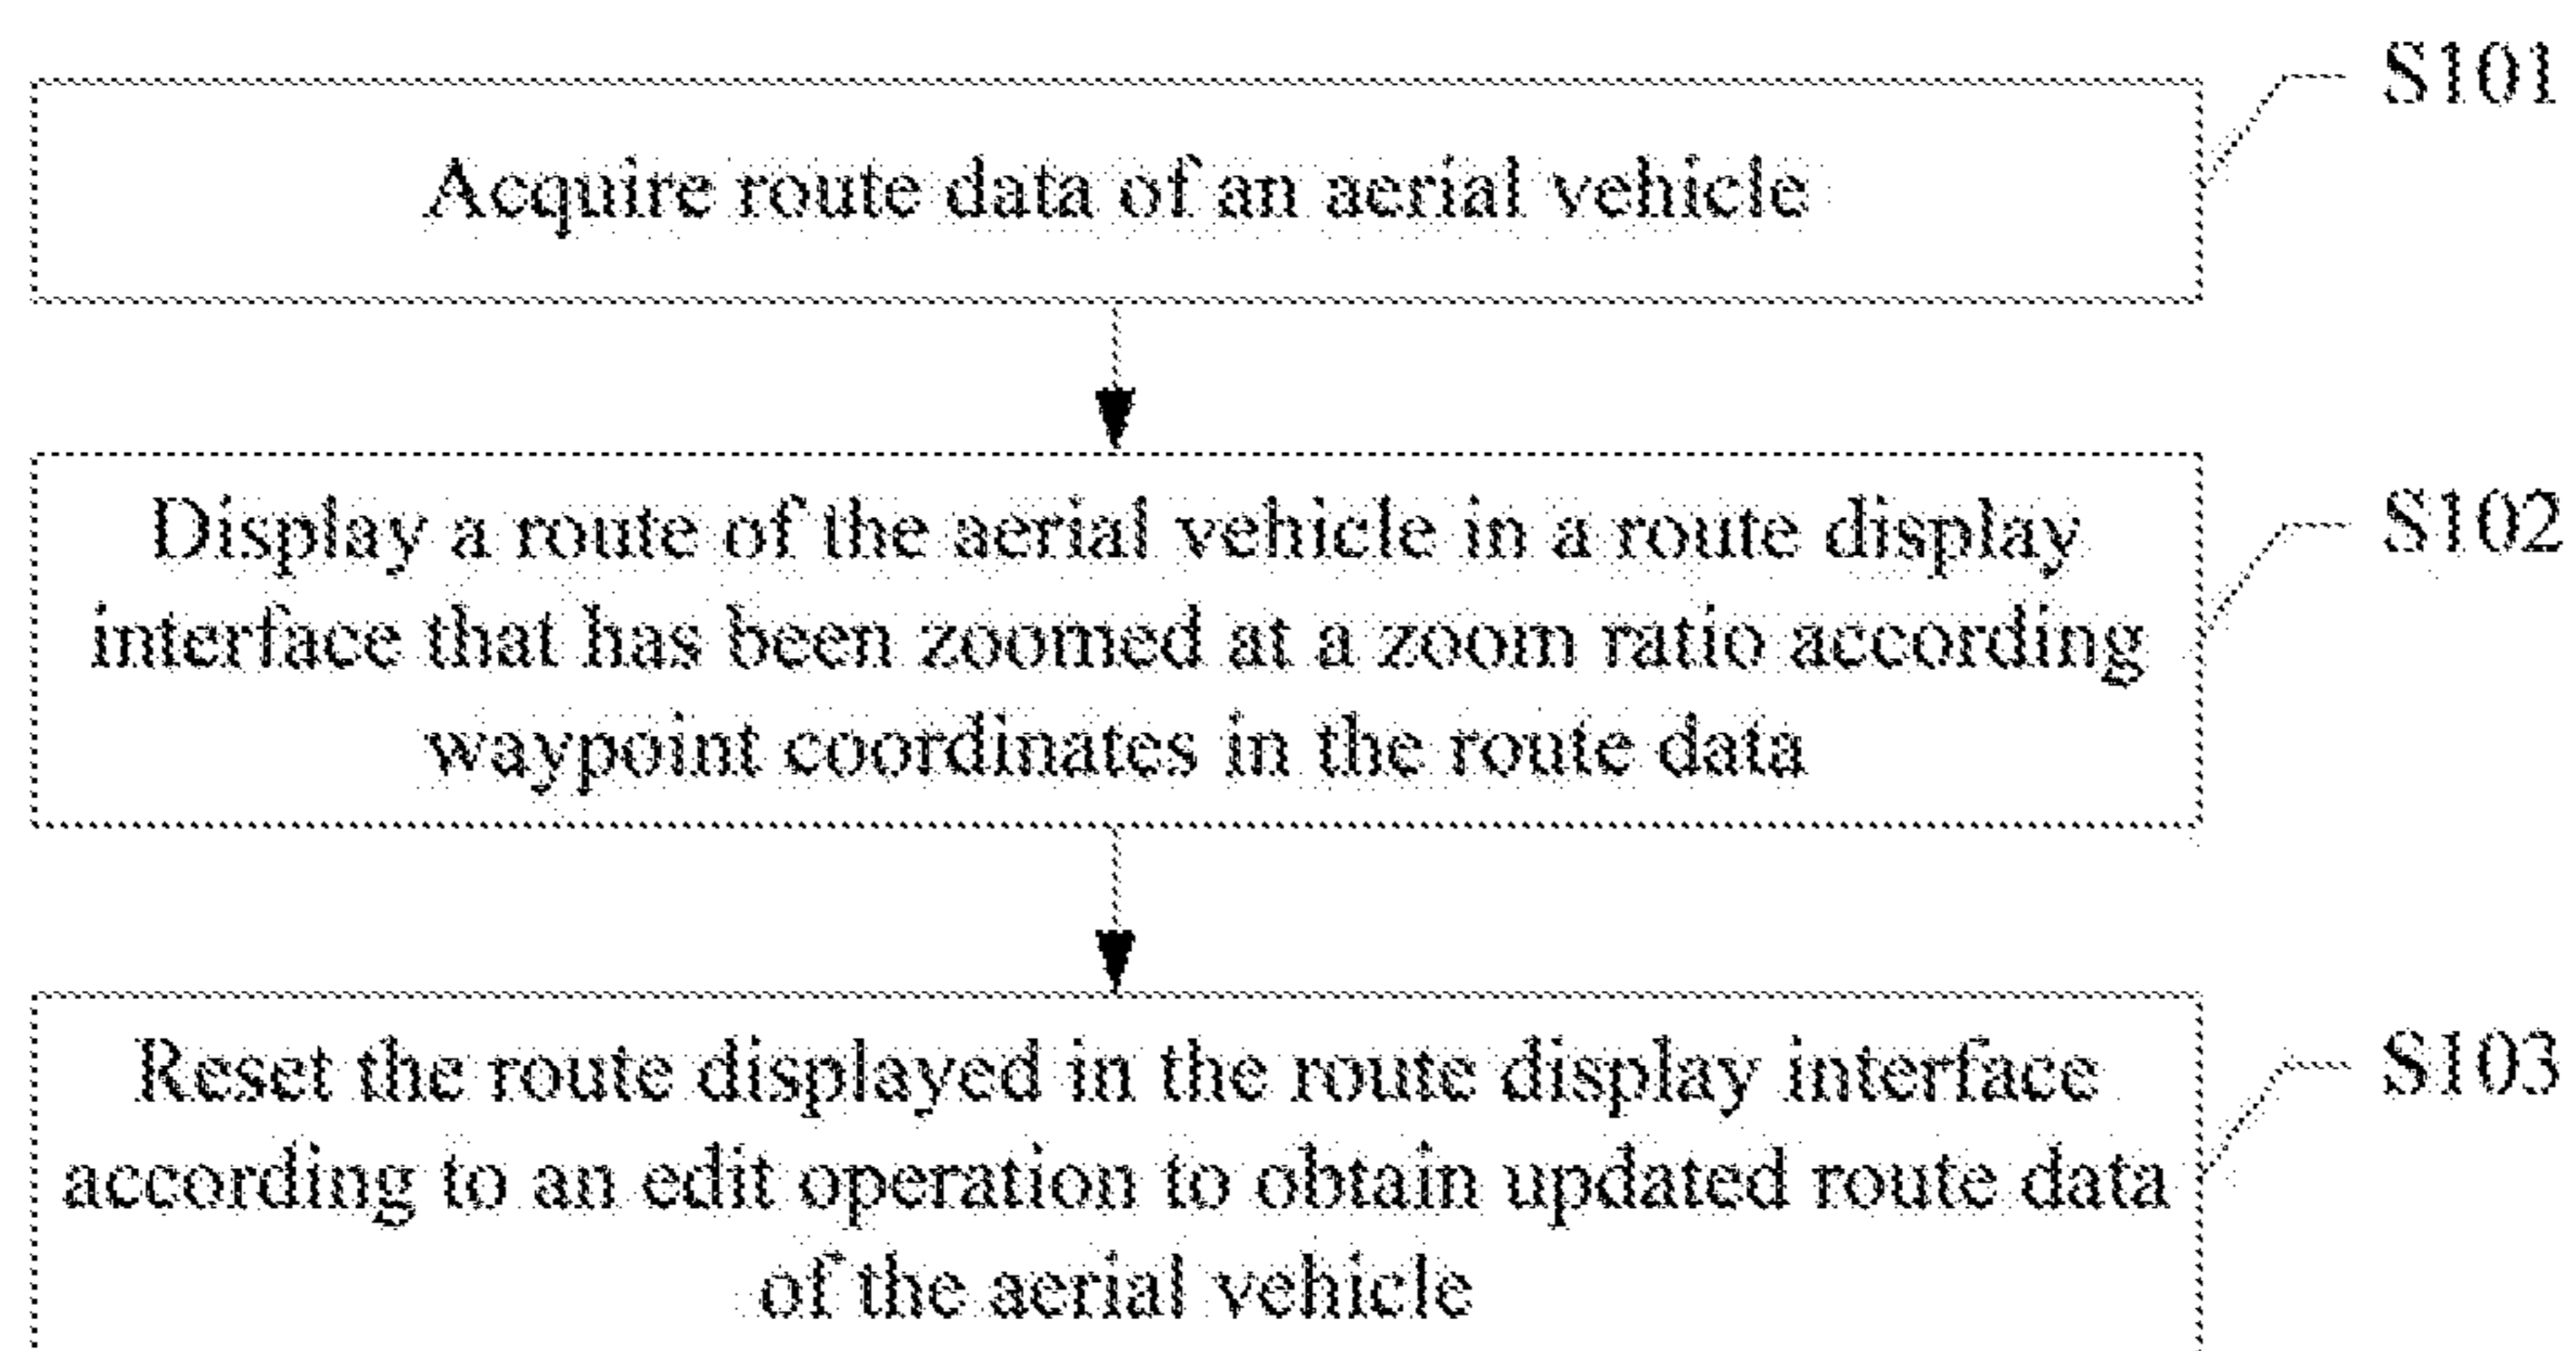 S101
Acquire route data of an aerial vehicle
Display a route of the aerial vehicle in a route display
S102
interface that has been zoomed at a zoom ratio according
waypoint coordinates in the route data
Reset the route displayed in the route display interface
S103
according to an edit operation to obtain updated route data
of the aerial vehicle